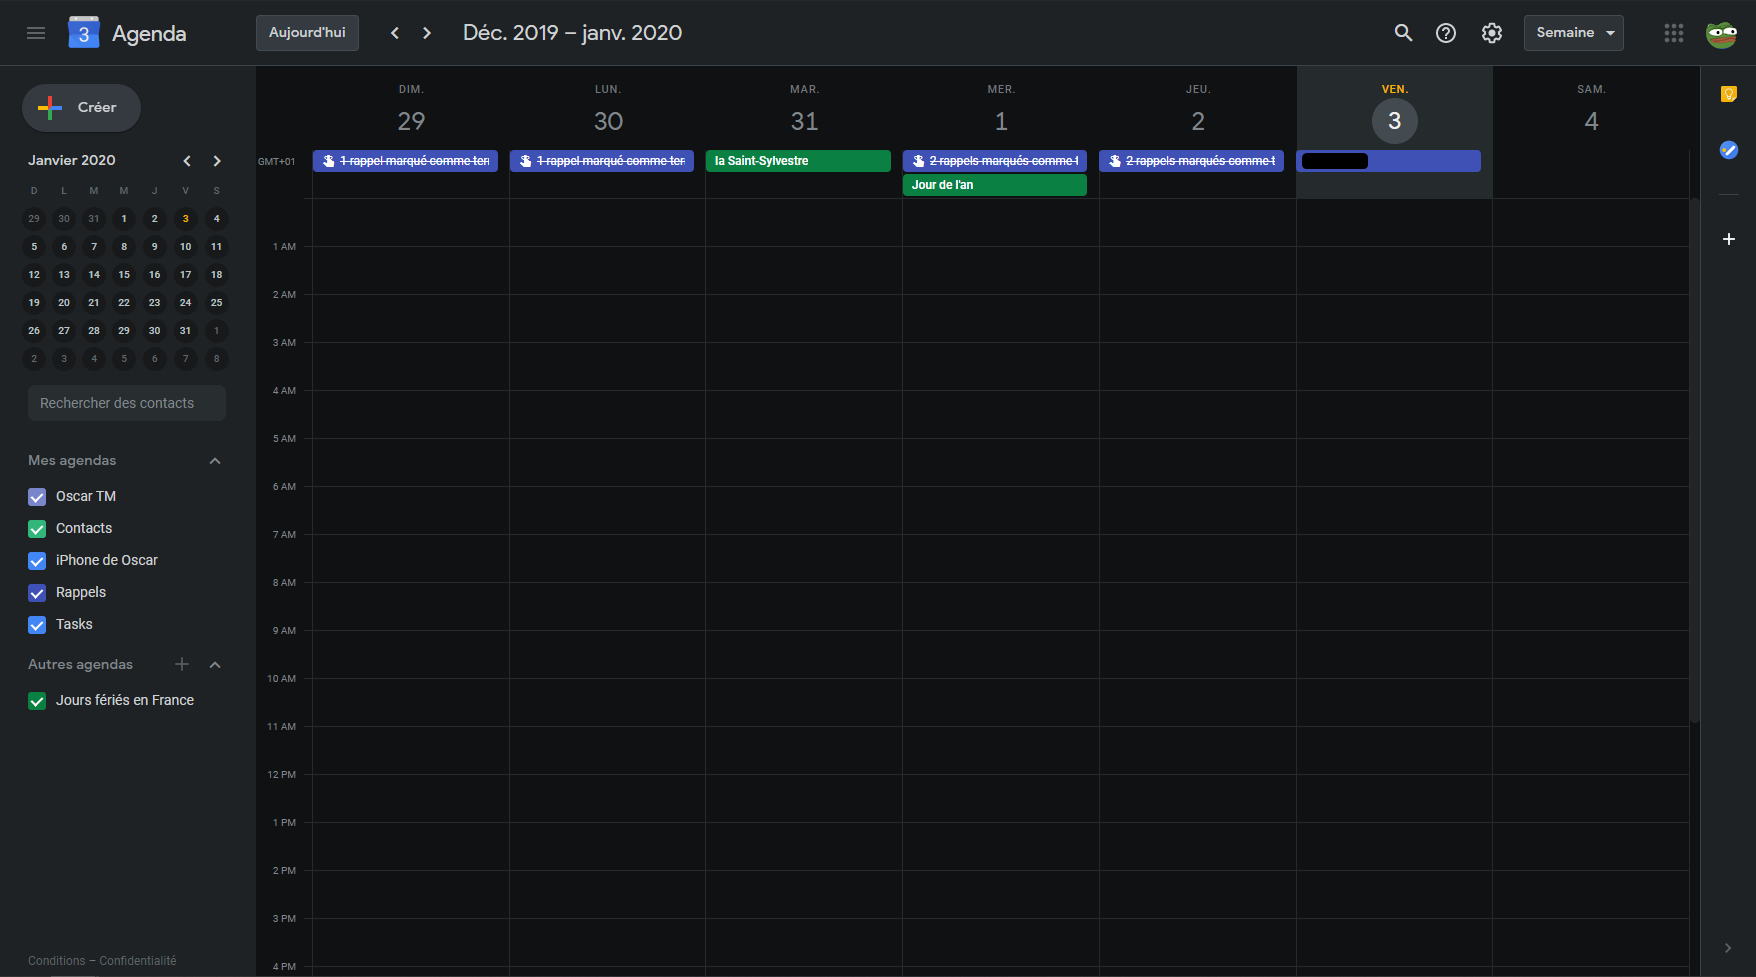 3
Agenda
Aujourd'hui
Déc. 2019 – janv. 2020
Semaine
Créer
Janvier 2020
D L M M J V S
29 30 31 1 2 3 4
5 6 7 8 9 10 11
12 13 14 15 16 17 18
19 20 21 22 23 24 25
26 27 28 29 30 31 1
2 3 4 5 6 7 8
Rechercher des contacts
Mes agendas
Oscar TM
Contacts
iPhone de Oscar
Rappels
Tasks
Autres agendas
Jours fériés en France
Conditions – Confidentialité
DIM. LUN. MAR. MER. JEU. VEN. SAM.
29 30 31 1 2 3 4
GMT+01
1 rappel marqué comme ter
1 rappel marqué comme ter
la Saint-Sylvestre
2 rappels marqués comme t
2 rappels marqués comme t
Jour de l'an
1 AM
2 AM
3 AM
4 AM
5 AM
6 AM
7 AM
8 AM
9 AM
10 AM
11 AM
12 PM
1 PM
2 PM
3 PM
4 PM